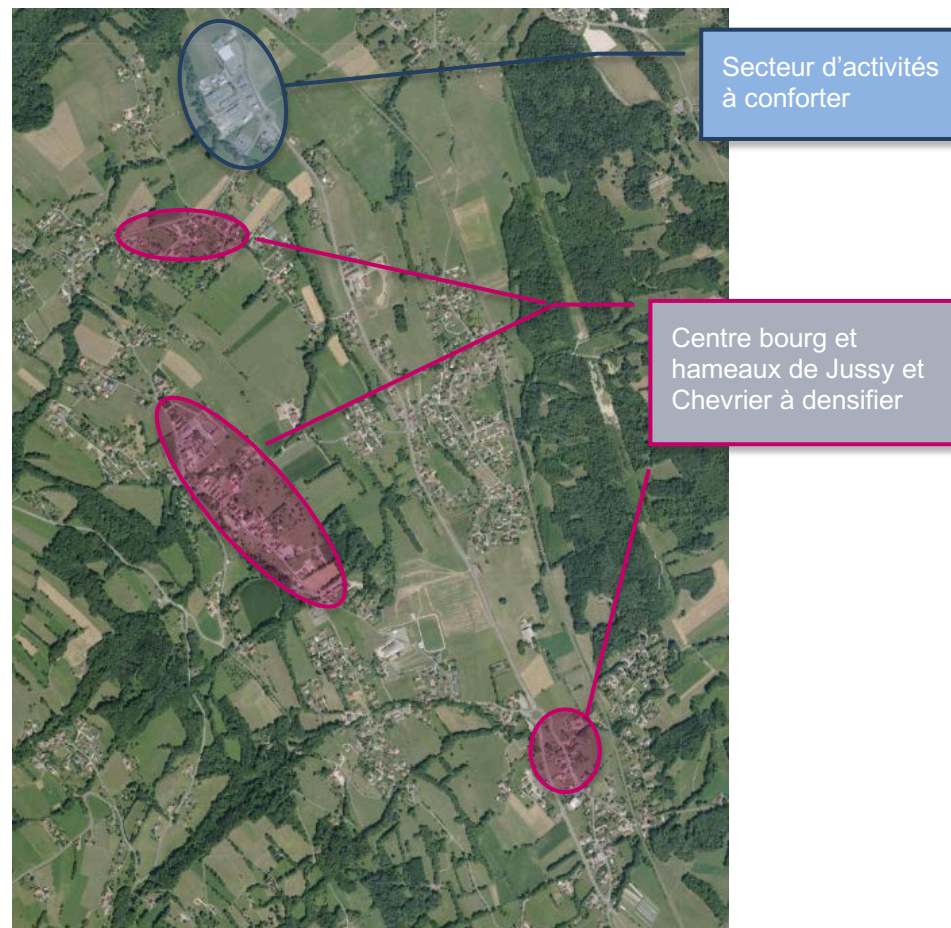 Secteur d'activités
à conforter
Centre bourg et
hameaux de Jussy et
Chevrier à densifier